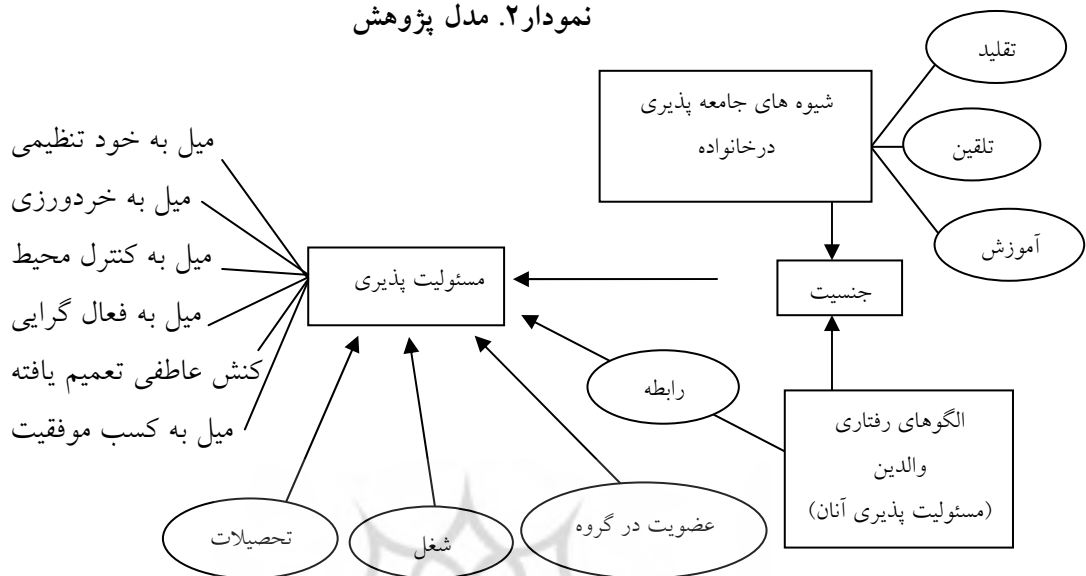 نمودار۲. مدل پژوهش
تقلید
شیوه های جامعه پذیری
درخانواده
تلقین
آموزش
میل به خود تنظیمی
میل به خردورزی
میل به کنترل محیط
میل به فعال گرایی
کنش عاطفی تعمیم یافته
میل به کسب موفقیت
مسئولیت پذیری
جنسیت
رابطه
الگوهای رفتاری
والدین
(مسئولیت پذیری آنان)
عضویت در گروه
شغل
تحصیلات